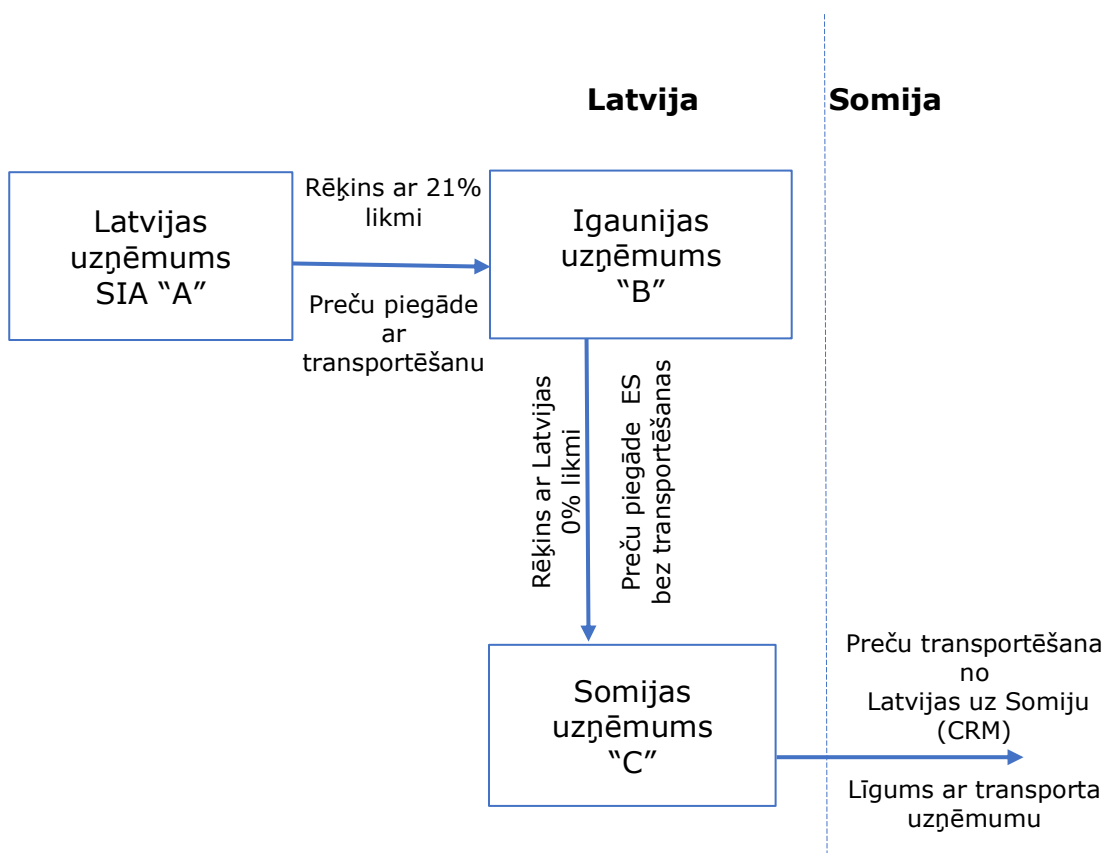 Latvija
Somija
Latvijas
uzņēmums
SIA “A”
Rēķins ar 21%
likmi
Preču piegāde
ar
transportēšanu
Igaunijas
uzņēmums
“B”
Rēķins ar Latvijas
0% likmi
Preču piegāde ES
bez transportēšanas
Somijas
uzņēmums
“C”
Preču transportēšana
no
Latvijas uz Somiju
(CRM)
Līgums ar transporta
uzņēmumu